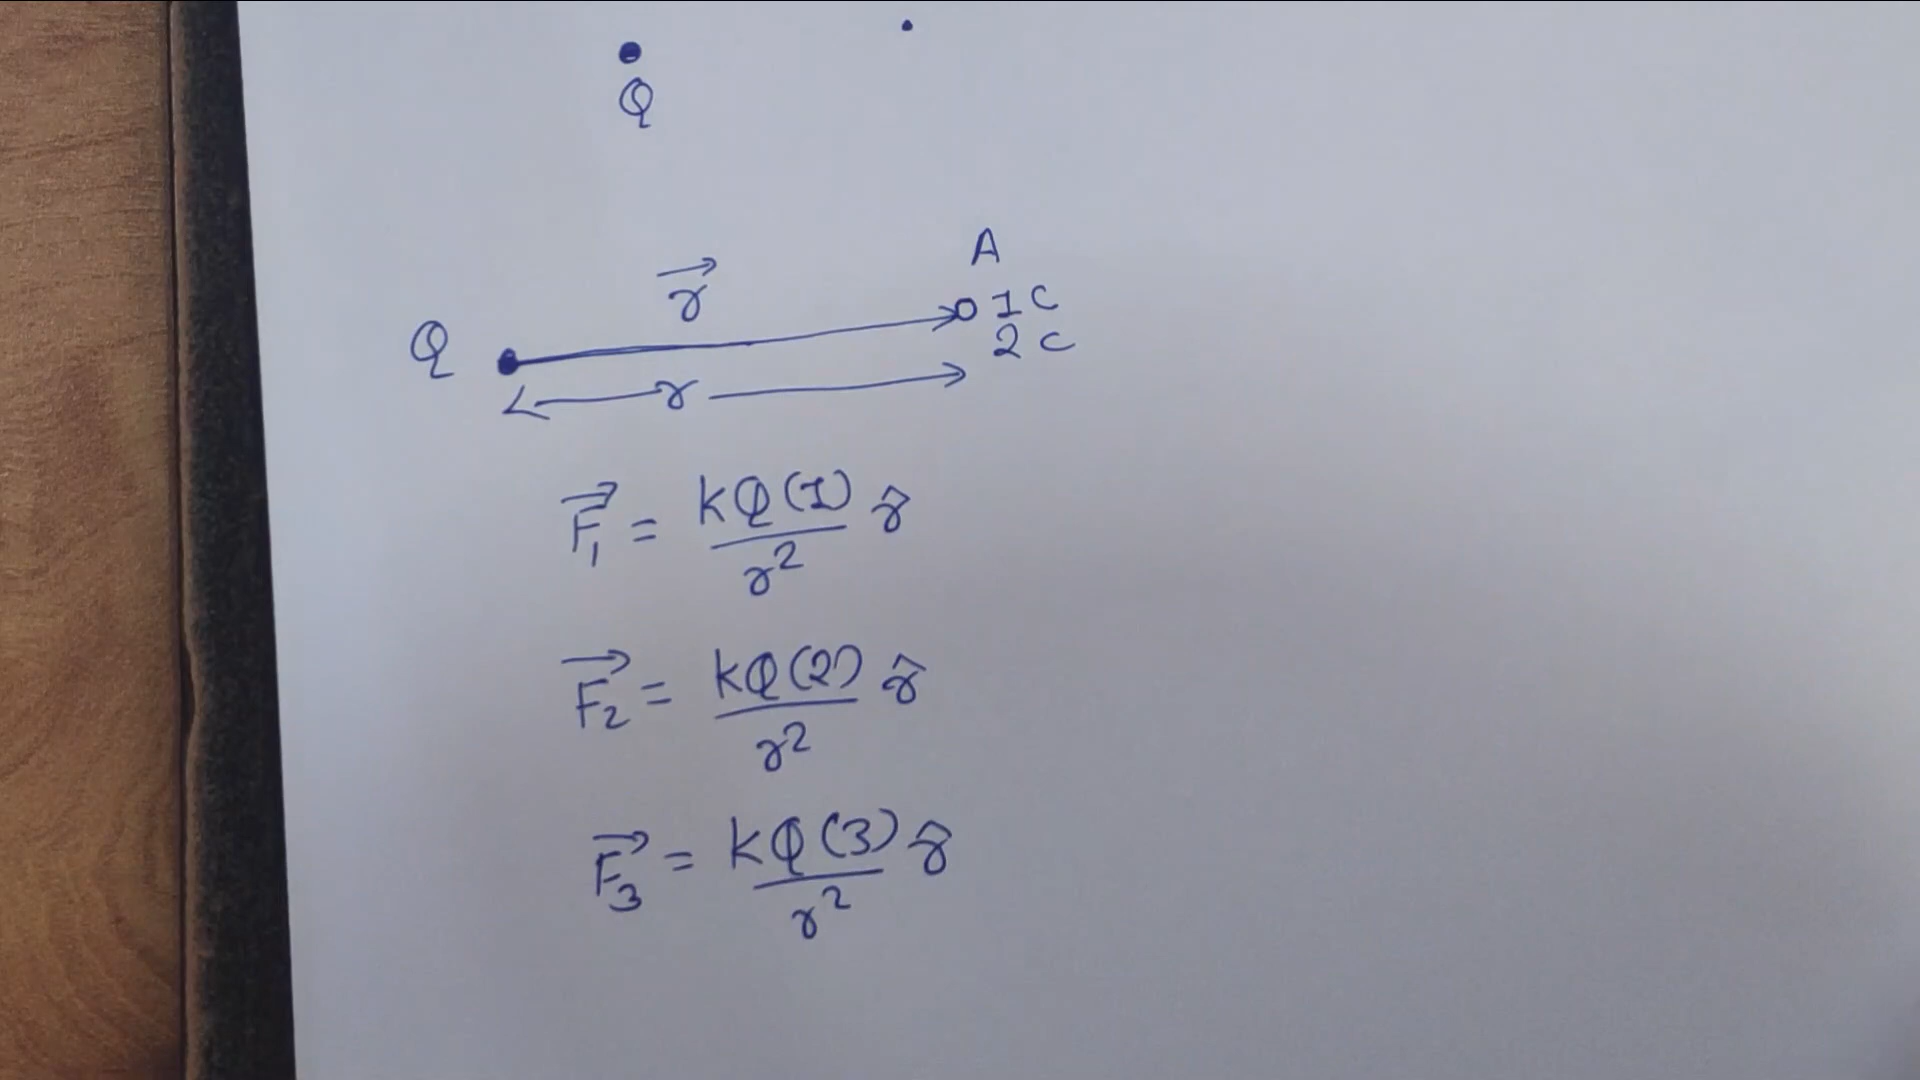 Q
A
r⃗
1C
Q
2C
r
F⃗₁ = kQ(1)/r² r̂
F⃗₂ = kQ(2)/r² r̂
F⃗₃ = kQ(3)/r² r̂